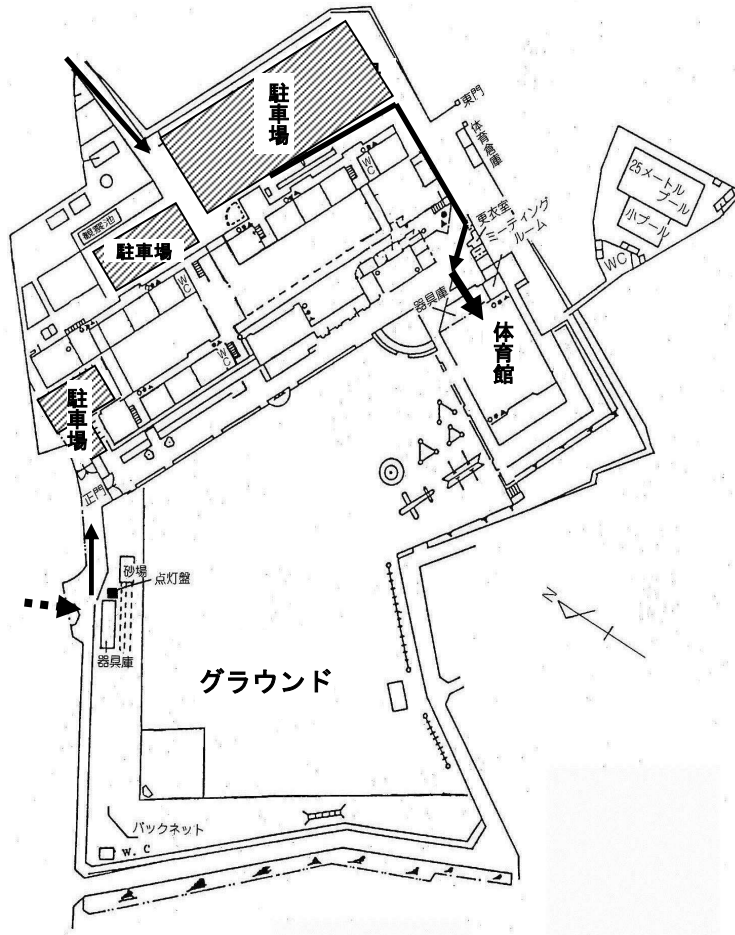 駐車場
東門
体育倉庫
25メートル
プール
小プール
WC
WC
更衣室
ミーティング
ルーム
観察池
駐車場
WC
器具庫
体育館
WC
駐車場
正門
砂場
点灯盤
器具庫
N
グラウンド
バックネット
W.C